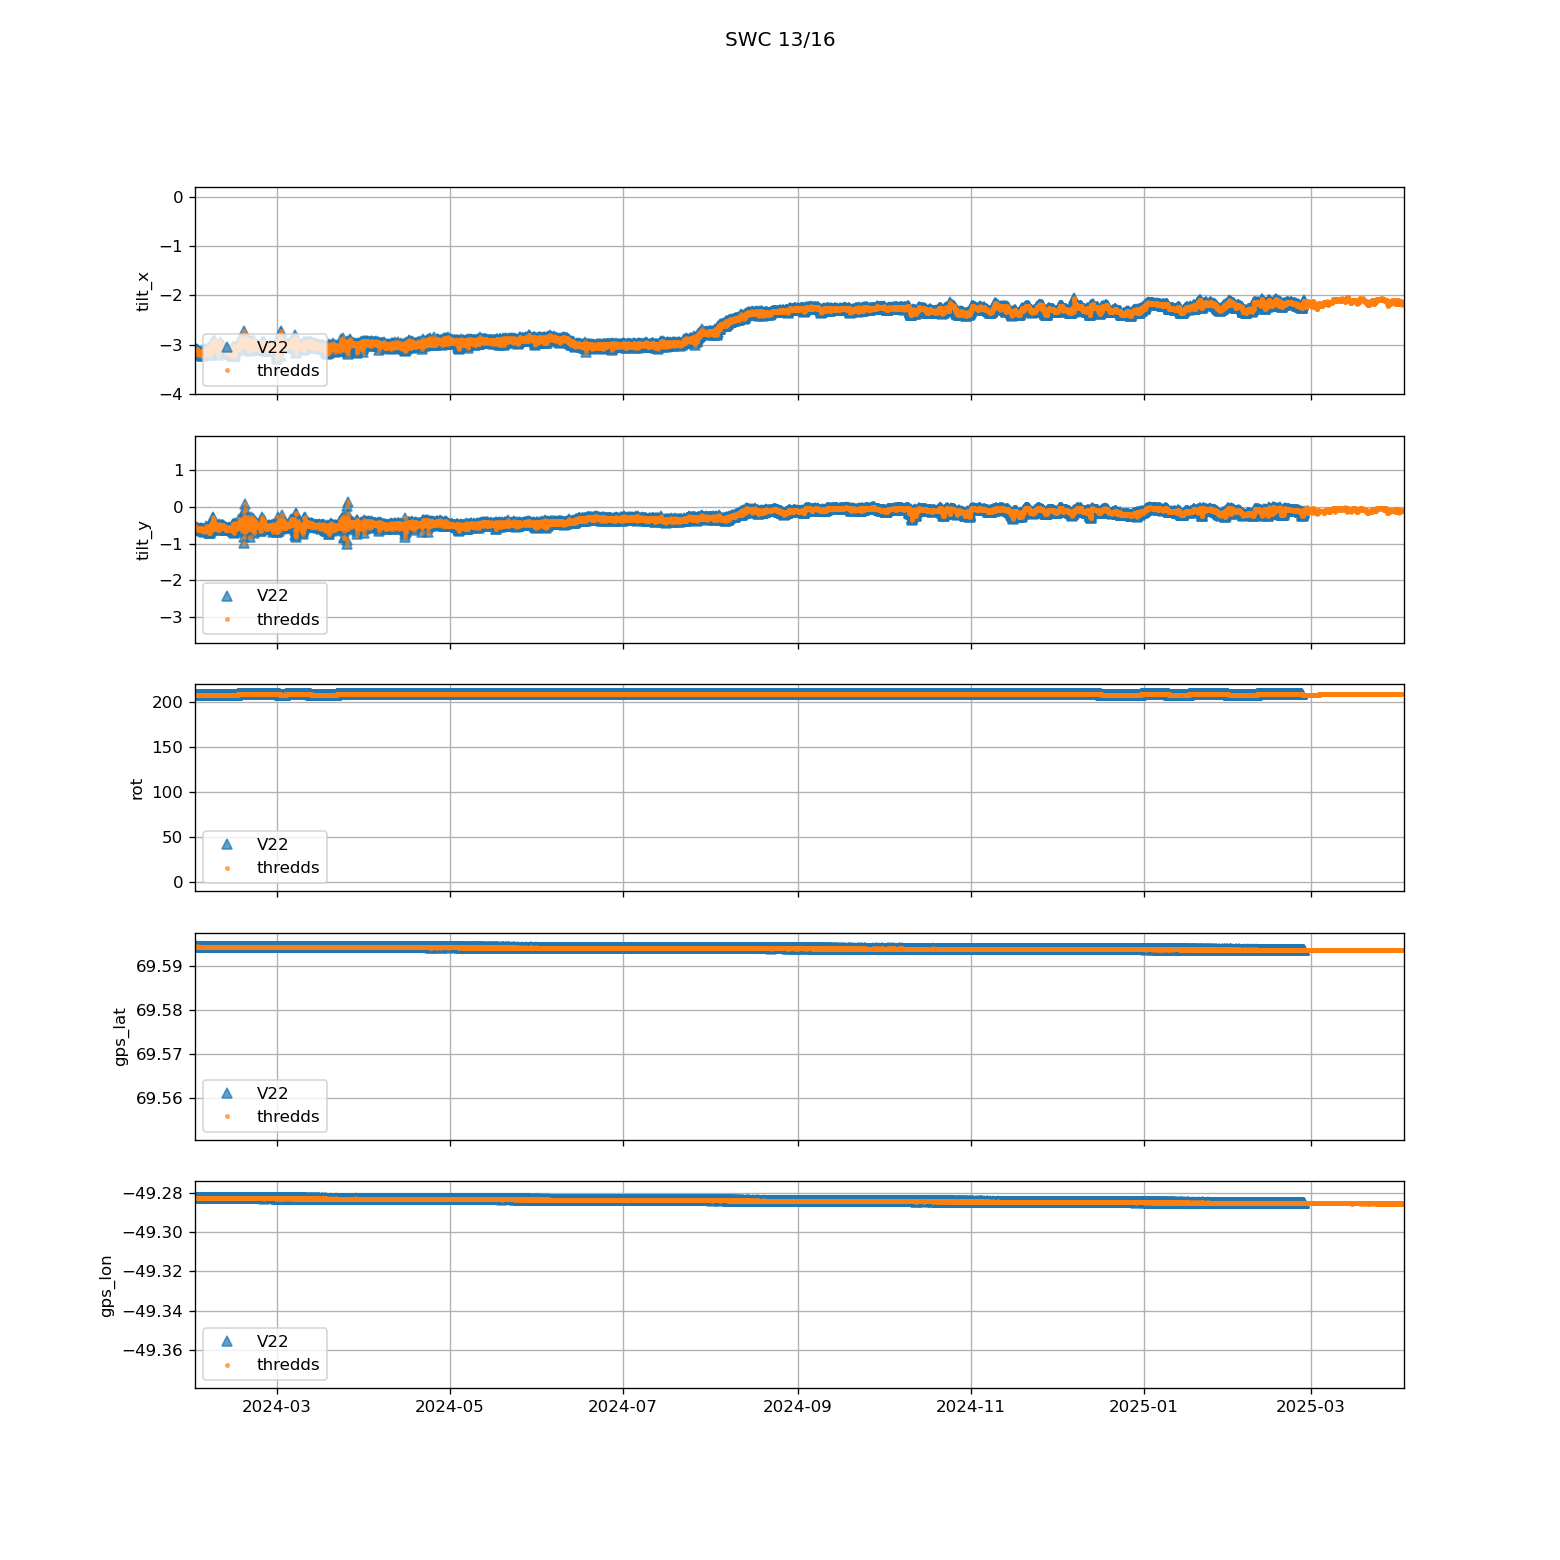 SWC 13/16
0
−1
−2
−3
−4
tilt_x
V22
thredds
1
0
−1
−2
−3
tilt_y
V22
thredds
200
150
100
50
0
rot
V22
thredds
69.59
69.58
69.57
69.56
gps_lat
V22
thredds
−49.28
−49.30
−49.32
−49.34
−49.36
gps_lon
V22
thredds
2024-03 2024-05 2024-07 2024-09 2024-11 2025-01 2025-03